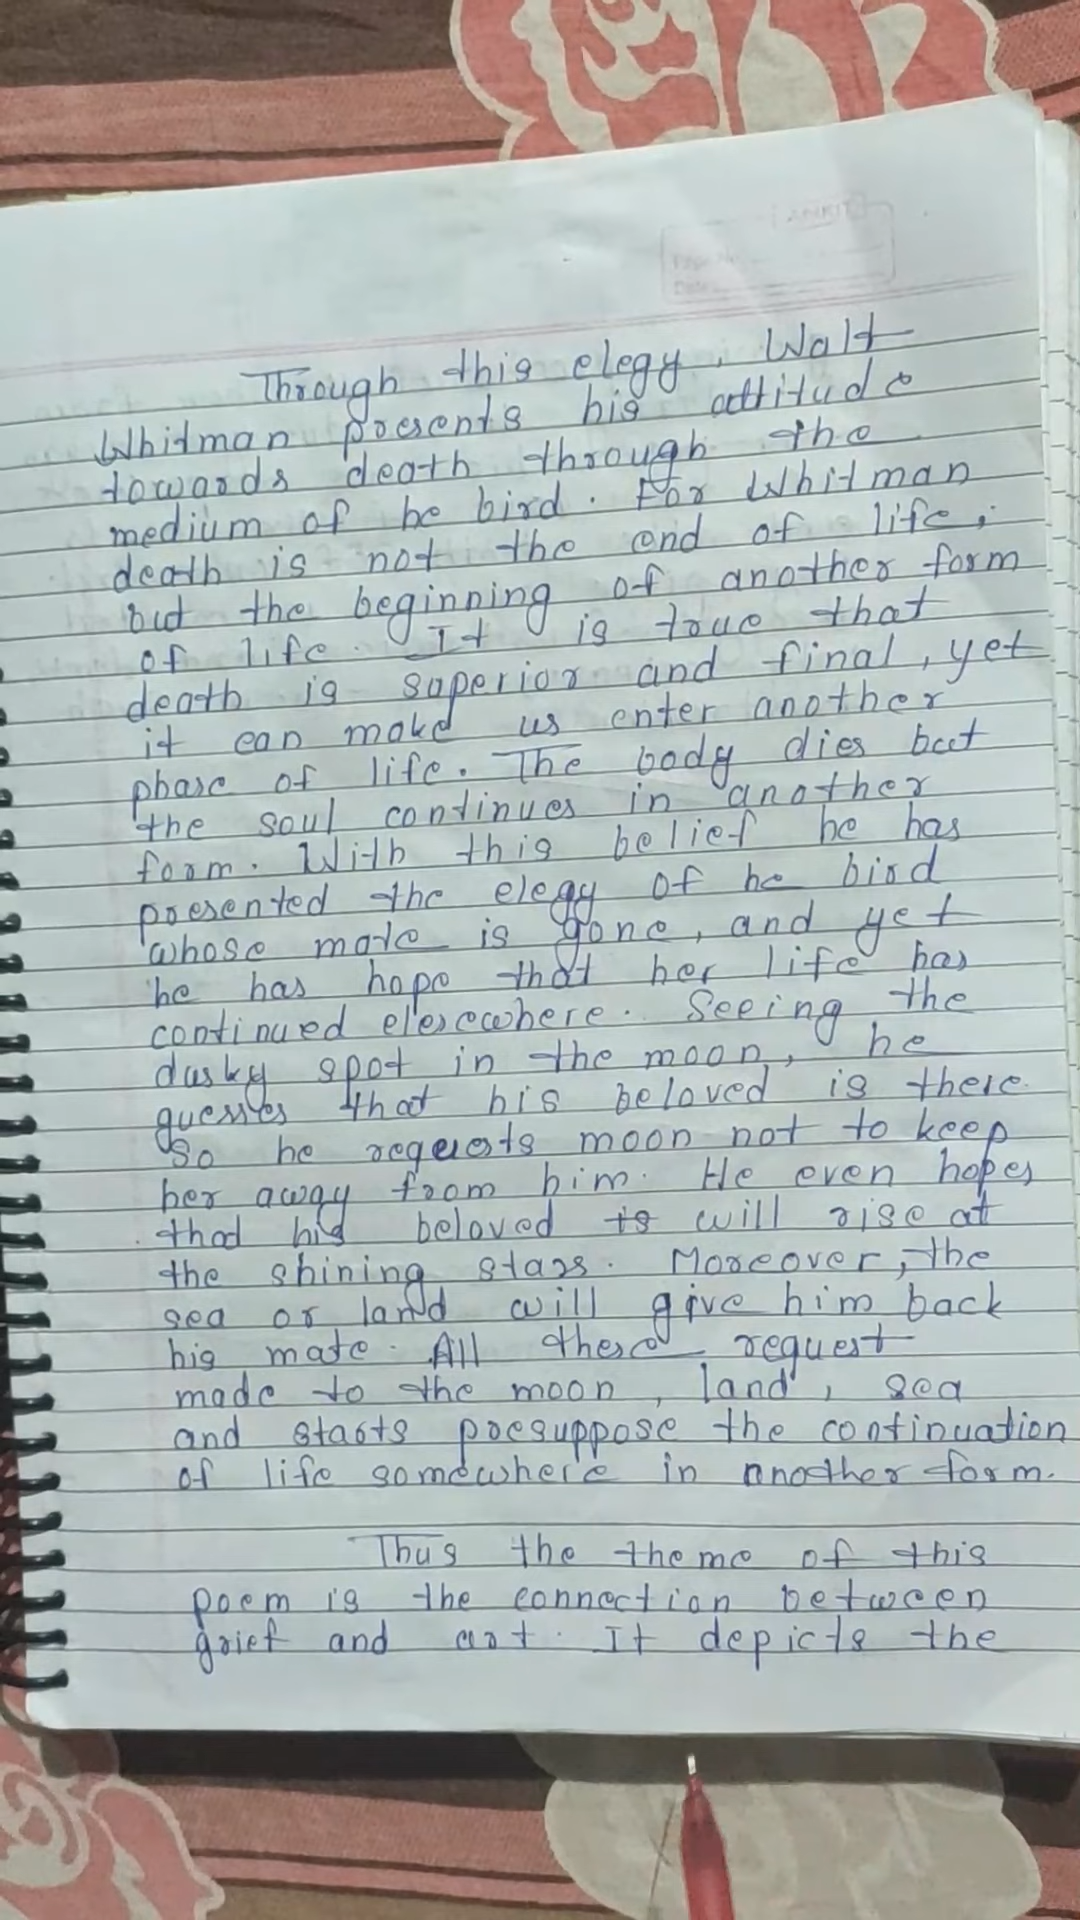 ANKIT
Page No.
Date:
Through this elegy, Walt
Whitman presents his attitude
towards death through the
medium of he bird. For Whitman
death is not the end of life,
but the beginning of another form
of life. It is true that
death is superior and final, yet
it can make us enter another
phase of life. The body dies but
the soul continues in another
form. With this belief he has
presented the elegy of he bird
whose mate is gone, and yet
he has hope that her life has
continued elesewhere. Seeing the
dusky spot in the moon, he
guesses that his beloved is there.
So he requests moon not to keep
her away from him. He even hopes
that his beloved is will rise at
the shining stars. Moreover, the
sea or land will give him back
his mate. All these request
made to the moon, land, sea
and starts presuppose the continuation
of life somewhere in another form.
Thus the theme of this
poem is the connection between
grief and art. It depicts the